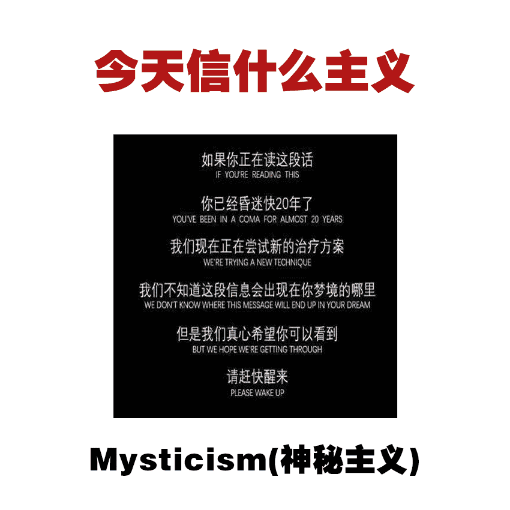 今天信什么主义
如果你正在读这段话
IF YOU'RE READING THIS
你已经昏迷快20年了
YOU'VE BEEN IN A COMA FOR ALMOST 20 YEARS
我们现在正在尝试新的治疗方案
WE'RE TRYING A NEW TECHNIQUE
我们不知道这段信息会出现在你梦境的哪里
WE DON'T KNOW WHERE THIS MESSAGE WILL END UP IN YOUR DREAM
但是我们真心希望你可以看到
BUT WE HOPE WE'RE GETTING THROUGH
请赶快醒来
PLEASE WAKE UP
Mysticism(神秘主义)